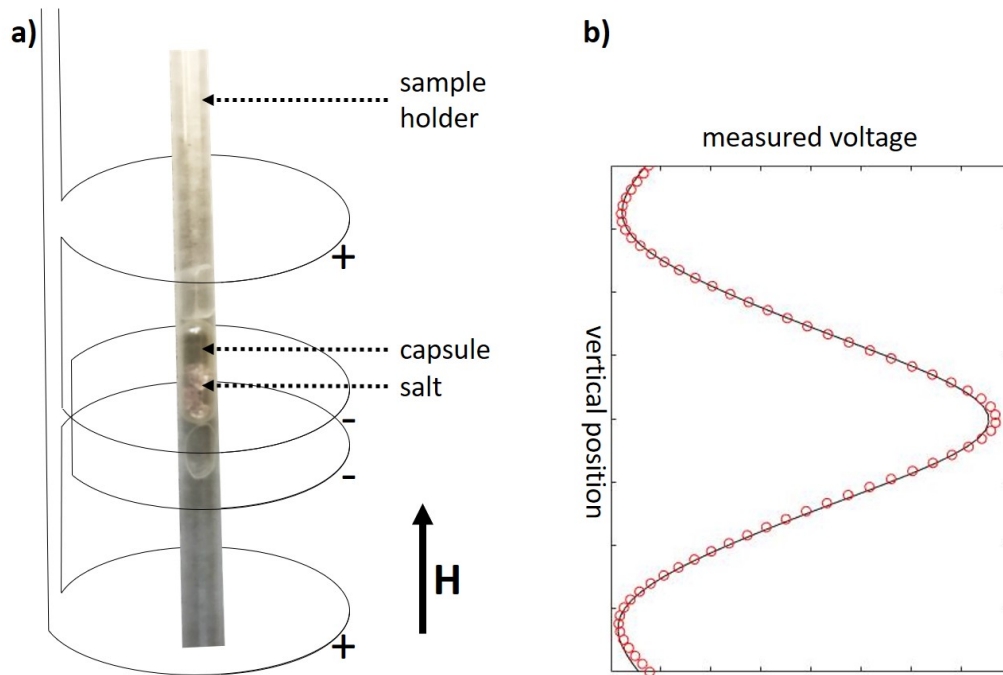 a)
sample
holder
+
capsule
salt
-
-
H
+
b)
measured voltage
vertical position